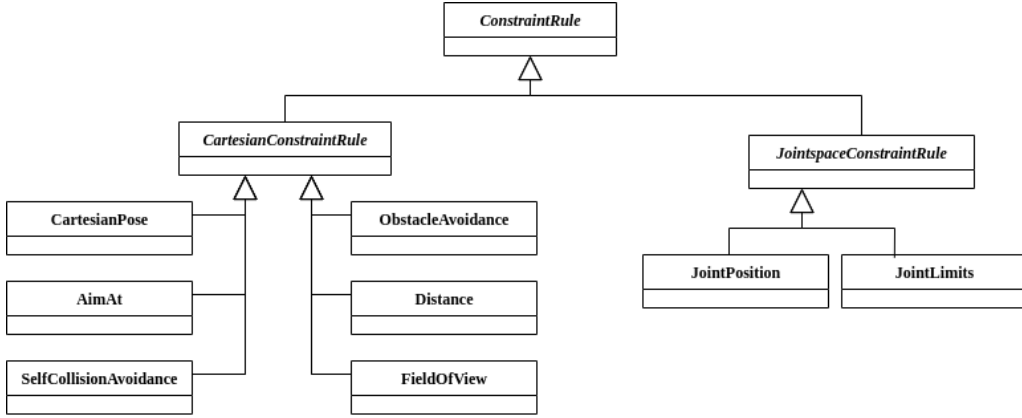 ConstraintRule
CartesianConstraintRule
JointspaceConstraintRule
CartesianPose
ObstacleAvoidance
JointPosition
JointLimits
AimAt
Distance
SelfCollisionAvoidance
FieldOfView